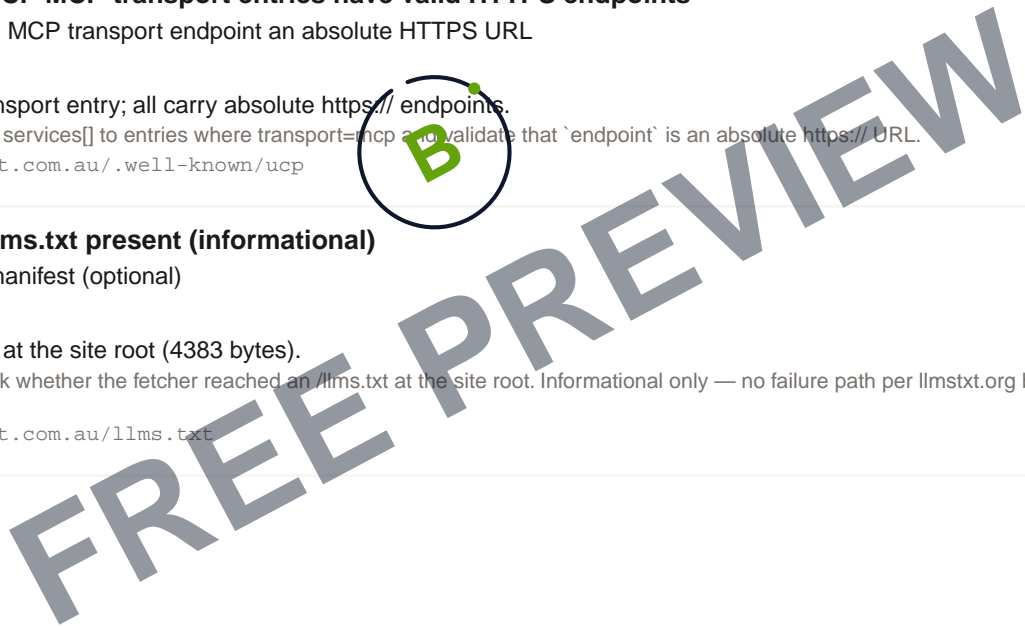 MCP transport entries have valid HTTPS endpoints
MCP transport endpoint an absolute HTTPS URL
nsport entry; all carry absolute https:// endpoints.
services[] to entries where transport=mcp and validate that `endpoint` is an absolute https:// URL.
t.com.au/.well-known/ucp
B
lms.txt present (informational)
manifest (optional)
at the site root (4383 bytes).
k whether the fetcher reached an /llms.txt at the site root. Informational only — no failure path per llmstxt.org
t.com.au/llms.txt
FREE PREVIEW